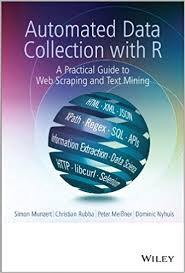 Automated Data
Collection with R
A Practical Guide to
Web Scraping and Text Mining
HTML · XML · JSON
XPath · Regex · SQL · APIs
Information Extraction · Data Science
HTTP · libcurl · Selenium
Simon Munzert | Christian Rubba | Peter Meißner | Dominic Nyhuis
WILEY